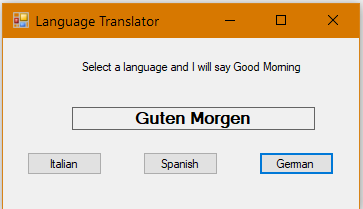 Language Translator
Select a language and I will say Good Morning
Guten Morgen
Italian Spanish German